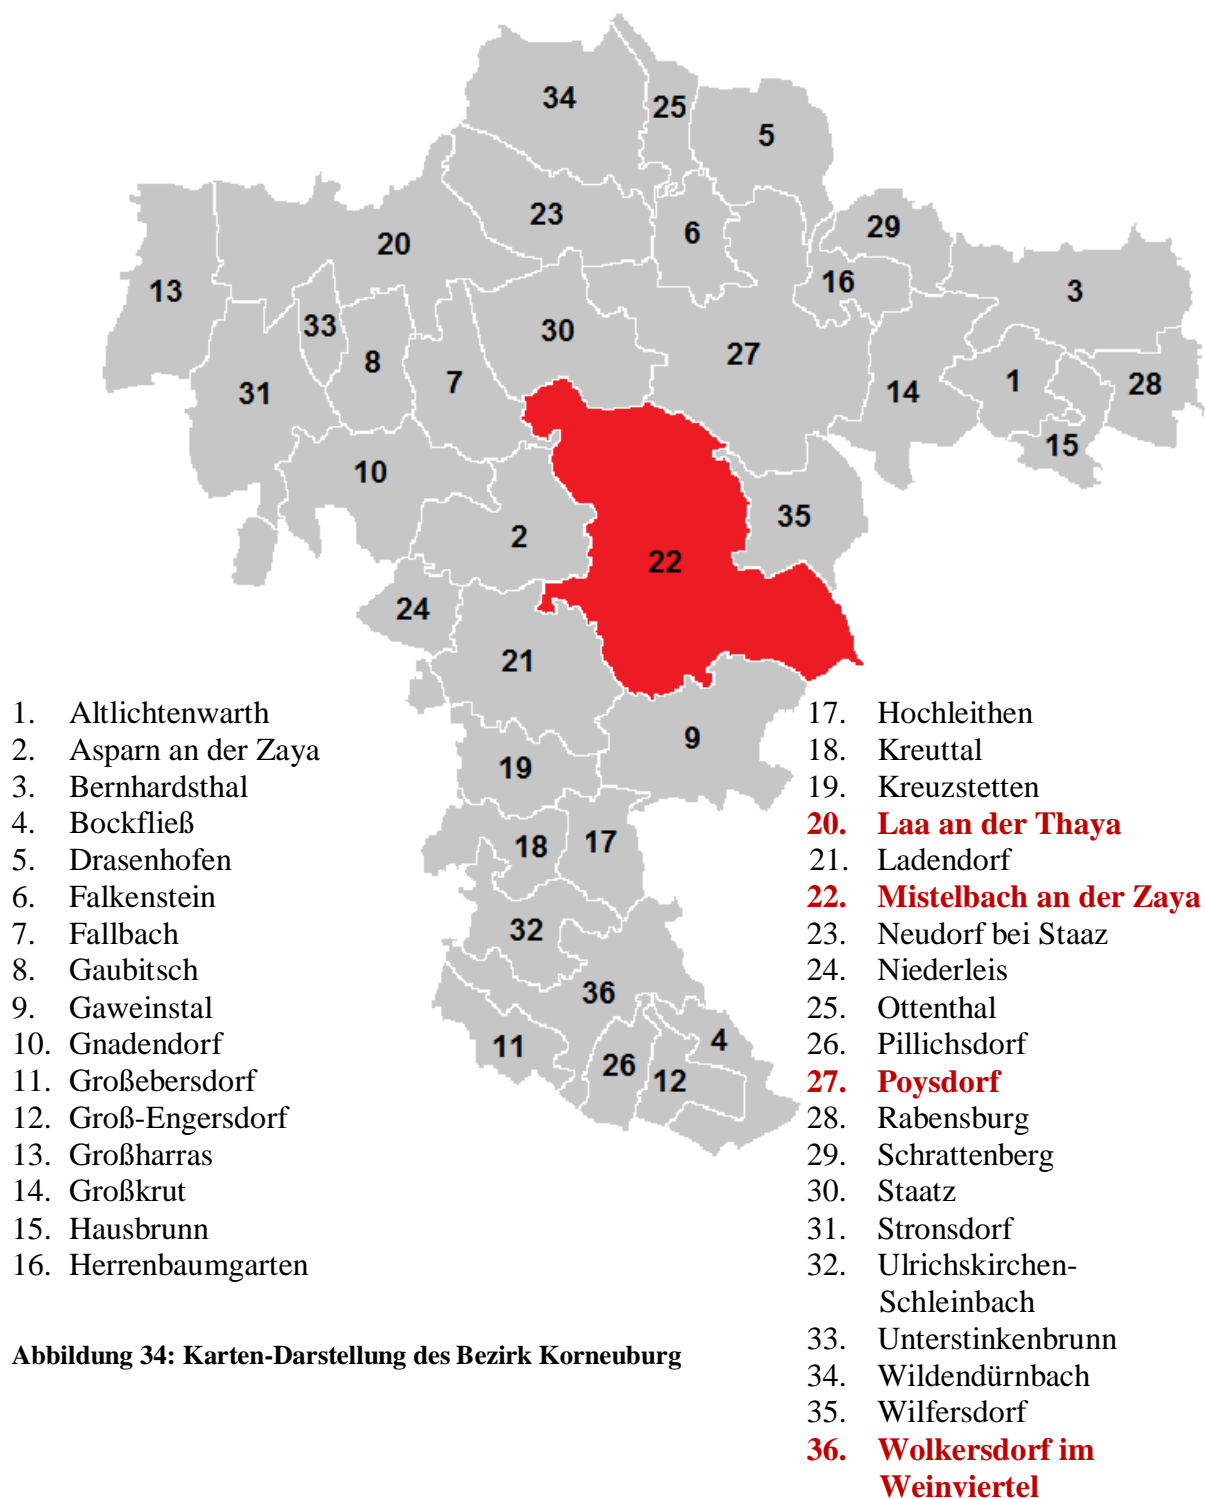 34
25
5
23
6
29
20
16
13
3
33
30
27
8
7
1
28
31
14
15
10
35
2
22
24
21
9
19
18
17
32
36
4
11
26
12
1. Altlichtenwarth
2. Asparn an der Zaya
3. Bernhardsthal
4. Bockfließ
5. Drasenhofen
6. Falkenstein
7. Fallbach
8. Gaubitsch
9. Gaweinstal
10. Gnadendorf
11. Großebersdorf
12. Groß-Engersdorf
13. Großharras
14. Großkrut
15. Hausbrunn
16. Herrenbaumgarten
17. Hochleithen
18. Kreuttal
19. Kreuzstetten
20. Laa an der Thaya
21. Ladendorf
22. Mistelbach an der Zaya
23. Neudorf bei Staaz
24. Niederleis
25. Ottenthal
26. Pillichsdorf
27. Poysdorf
28. Rabensburg
29. Schrattenberg
30. Staatz
31. Stronsdorf
32. Ulrichskirchen-
Schleinbach
33. Unterstinkenbrunn
34. Wildendürnbach
35. Wilfersdorf
36. Wolkersdorf im
Weinviertel
Abbildung 34: Karten-Darstellung des Bezirk Korneuburg